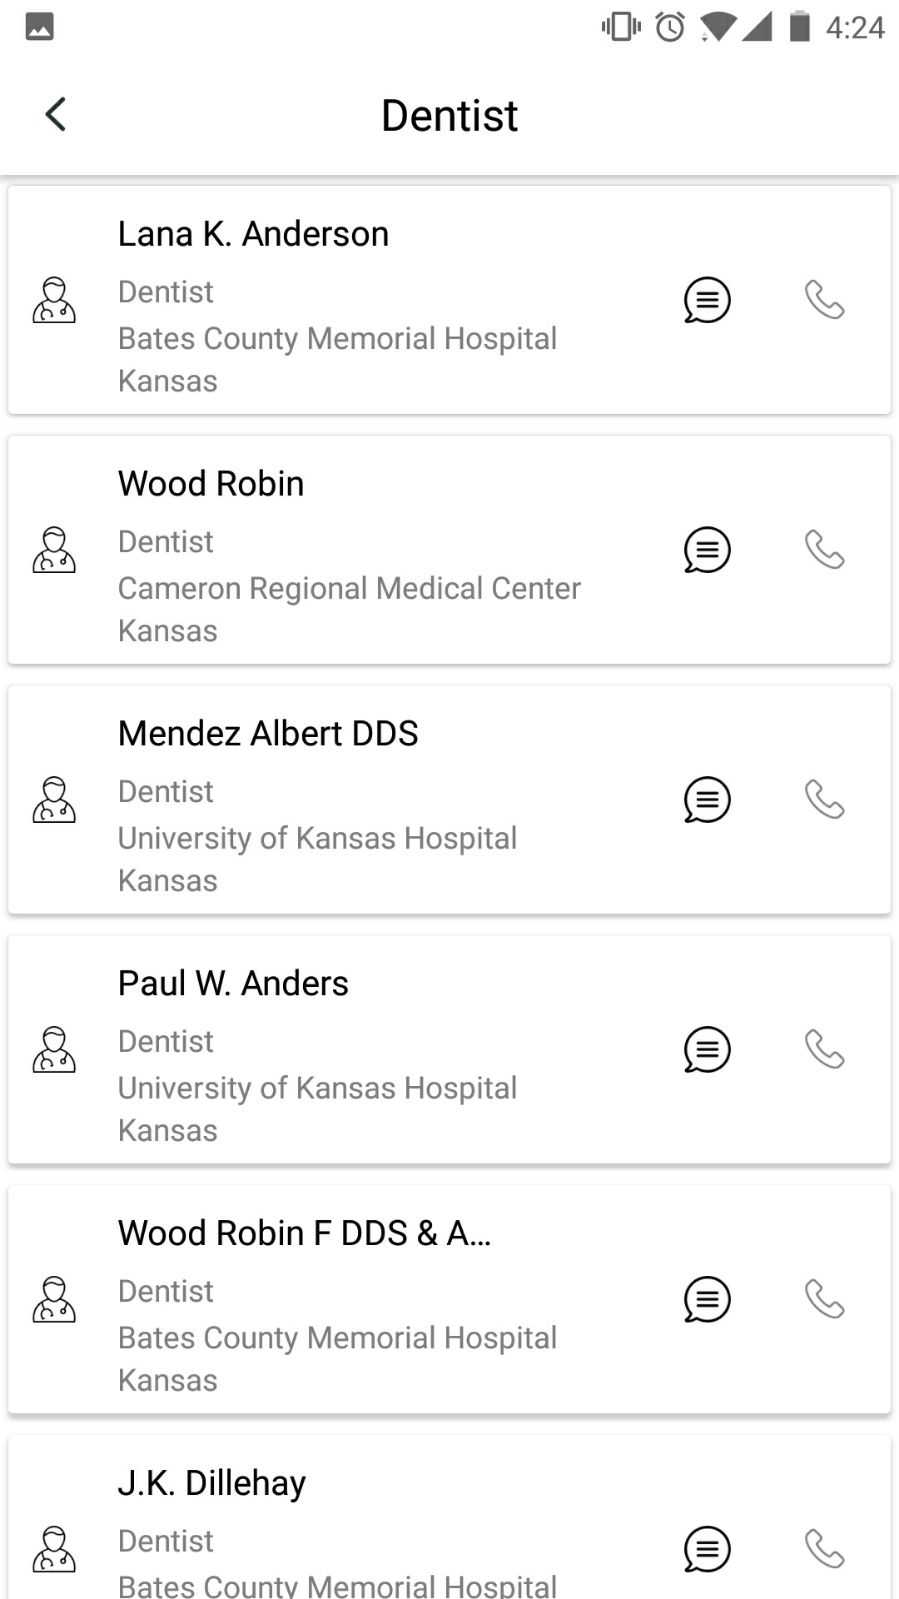 4:24
Dentist
Lana K. Anderson
Dentist
Bates County Memorial Hospital
Kansas
Wood Robin
Dentist
Cameron Regional Medical Center
Kansas
Mendez Albert DDS
Dentist
University of Kansas Hospital
Kansas
Paul W. Anders
Dentist
University of Kansas Hospital
Kansas
Wood Robin F DDS & A...
Dentist
Bates County Memorial Hospital
Kansas
J.K. Dillehay
Dentist
Bates County Memorial Hospital